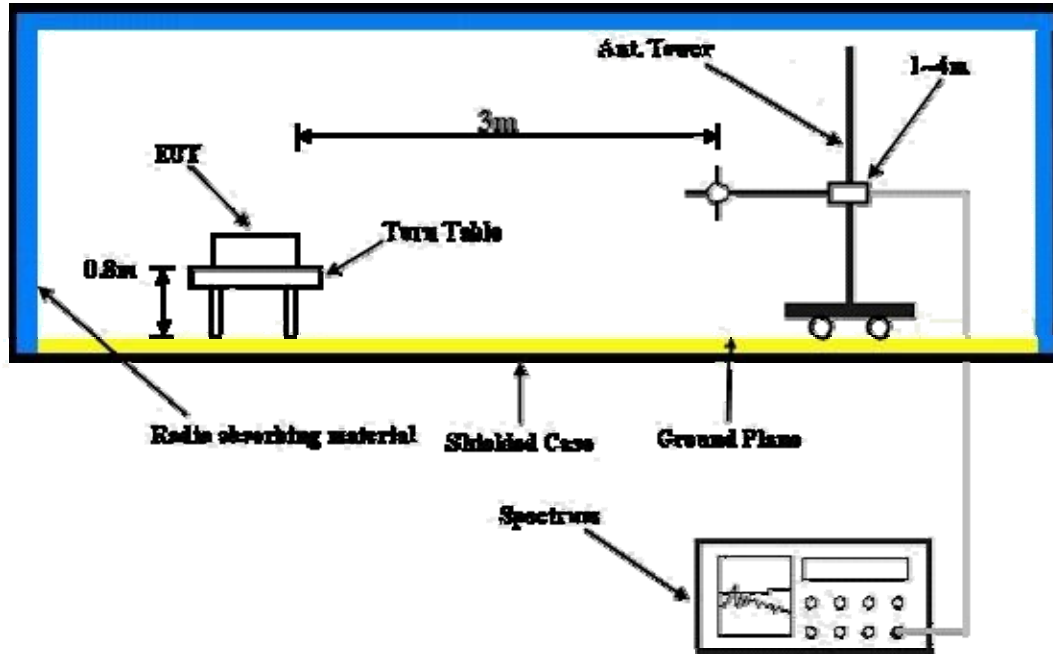 Ant. Tower
1~4m
3m
EUT
Turn Table
0.8m
Radio absorbing material
Shielded Case
Ground Plane
Spectrum